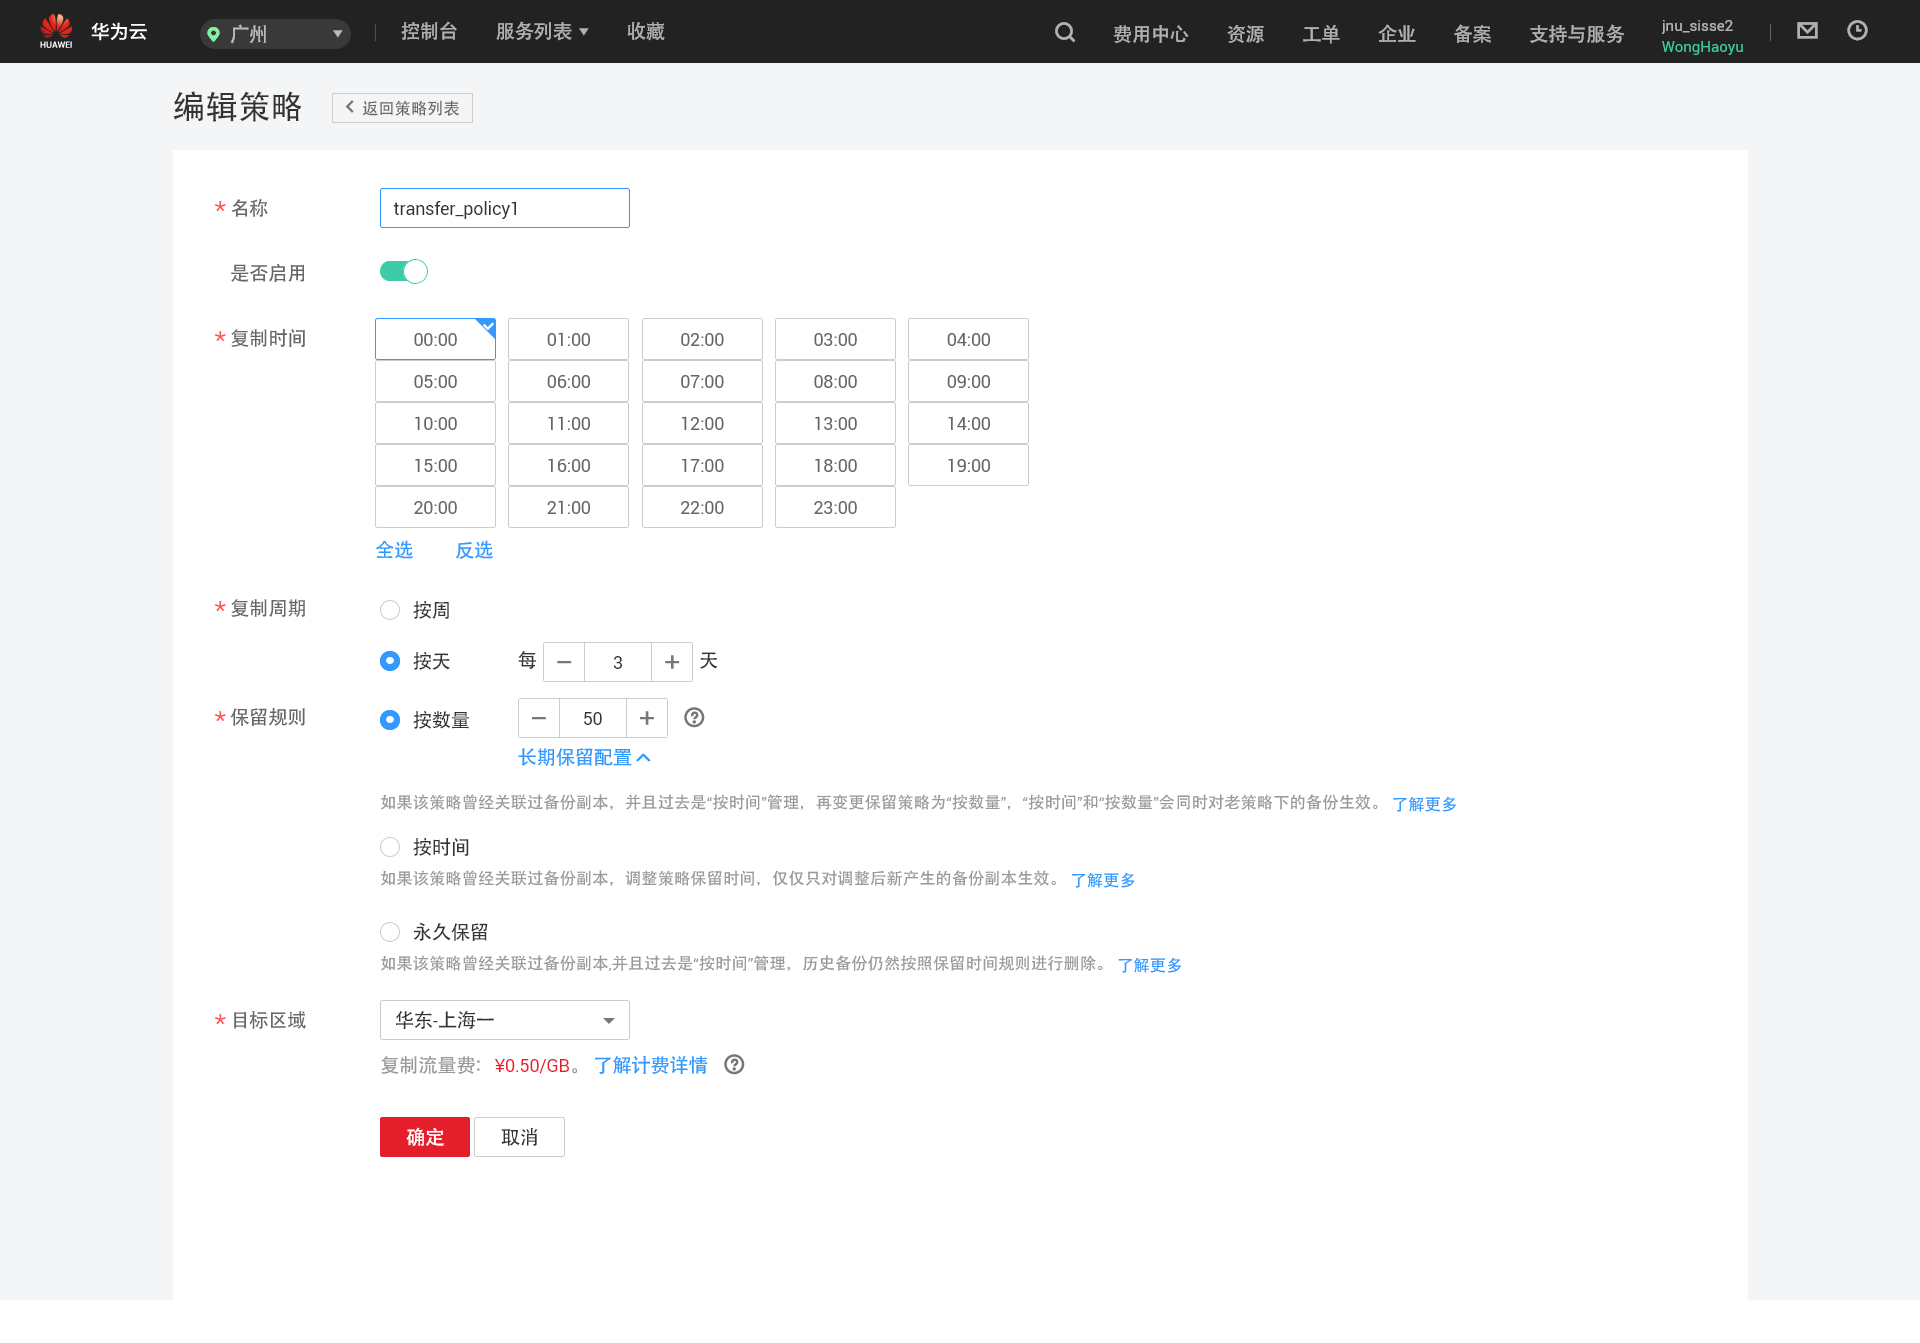 HUAWEI 华为云 广州 控制台 服务列表 收藏 费用中心 资源 工单 企业 备案 支持与服务 jnu_sisse2
WongHaoyu
编辑策略 返回策略列表
* 名称 transfer_policy1
是否启用
* 复制时间 00:00 01:00 02:00 03:00 04:00
05:00 06:00 07:00 08:00 09:00
10:00 11:00 12:00 13:00 14:00
15:00 16:00 17:00 18:00 19:00
20:00 21:00 22:00 23:00
全选 反选
* 复制周期 按周
按天 每 − 3 + 天
* 保留规则 按数量 − 50 +
长期保留配置
如果该策略曾经关联过备份副本，并且过去是“按时间”管理，再变更保留策略为“按数量”，“按时间”和“按数量”会同时对老策略下的备份生效。 了解更多
按时间
如果该策略曾经关联过备份副本，调整策略保留时间，仅仅只对调整后新产生的备份副本生效。 了解更多
永久保留
如果该策略曾经关联过备份副本,并且过去是“按时间”管理，历史备份仍然按照保留时间规则进行删除。 了解更多
* 目标区域 华东-上海一
复制流量费：¥0.50/GB。 了解计费详情
确定 取消